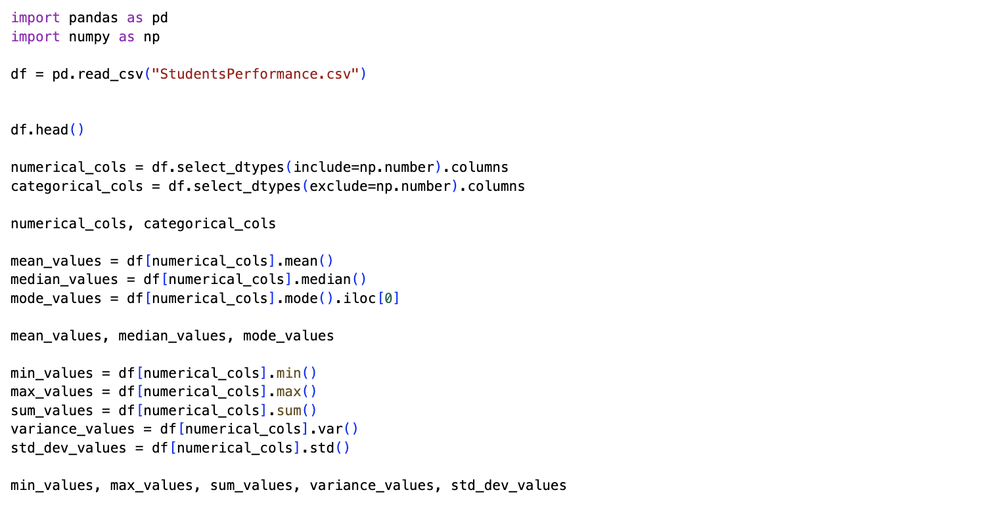 import pandas as pd
import numpy as np
df = pd.read_csv("StudentsPerformance.csv")
df.head()
numerical_cols = df.select_dtypes(include=np.number).columns
categorical_cols = df.select_dtypes(exclude=np.number).columns
numerical_cols, categorical_cols
mean_values = df[numerical_cols].mean()
median_values = df[numerical_cols].median()
mode_values = df[numerical_cols].mode().iloc[0]
mean_values, median_values, mode_values
min_values = df[numerical_cols].min()
max_values = df[numerical_cols].max()
sum_values = df[numerical_cols].sum()
variance_values = df[numerical_cols].var()
std_dev_values = df[numerical_cols].std()
min_values, max_values, sum_values, variance_values, std_dev_values